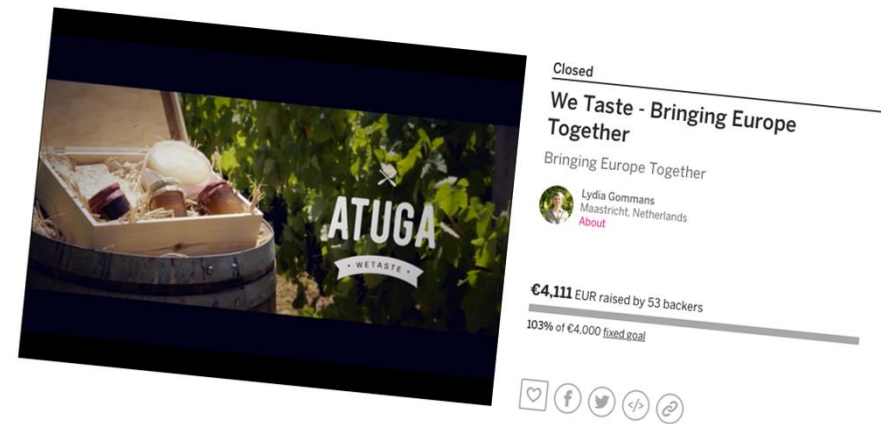 ATUGA
• WETASTE •
Closed
We Taste - Bringing Europe
Together
Bringing Europe Together
Lydia Gommans
Maastricht, Netherlands
About
€4,111 EUR raised by 53 backers
103% of €4,000 fixed goal